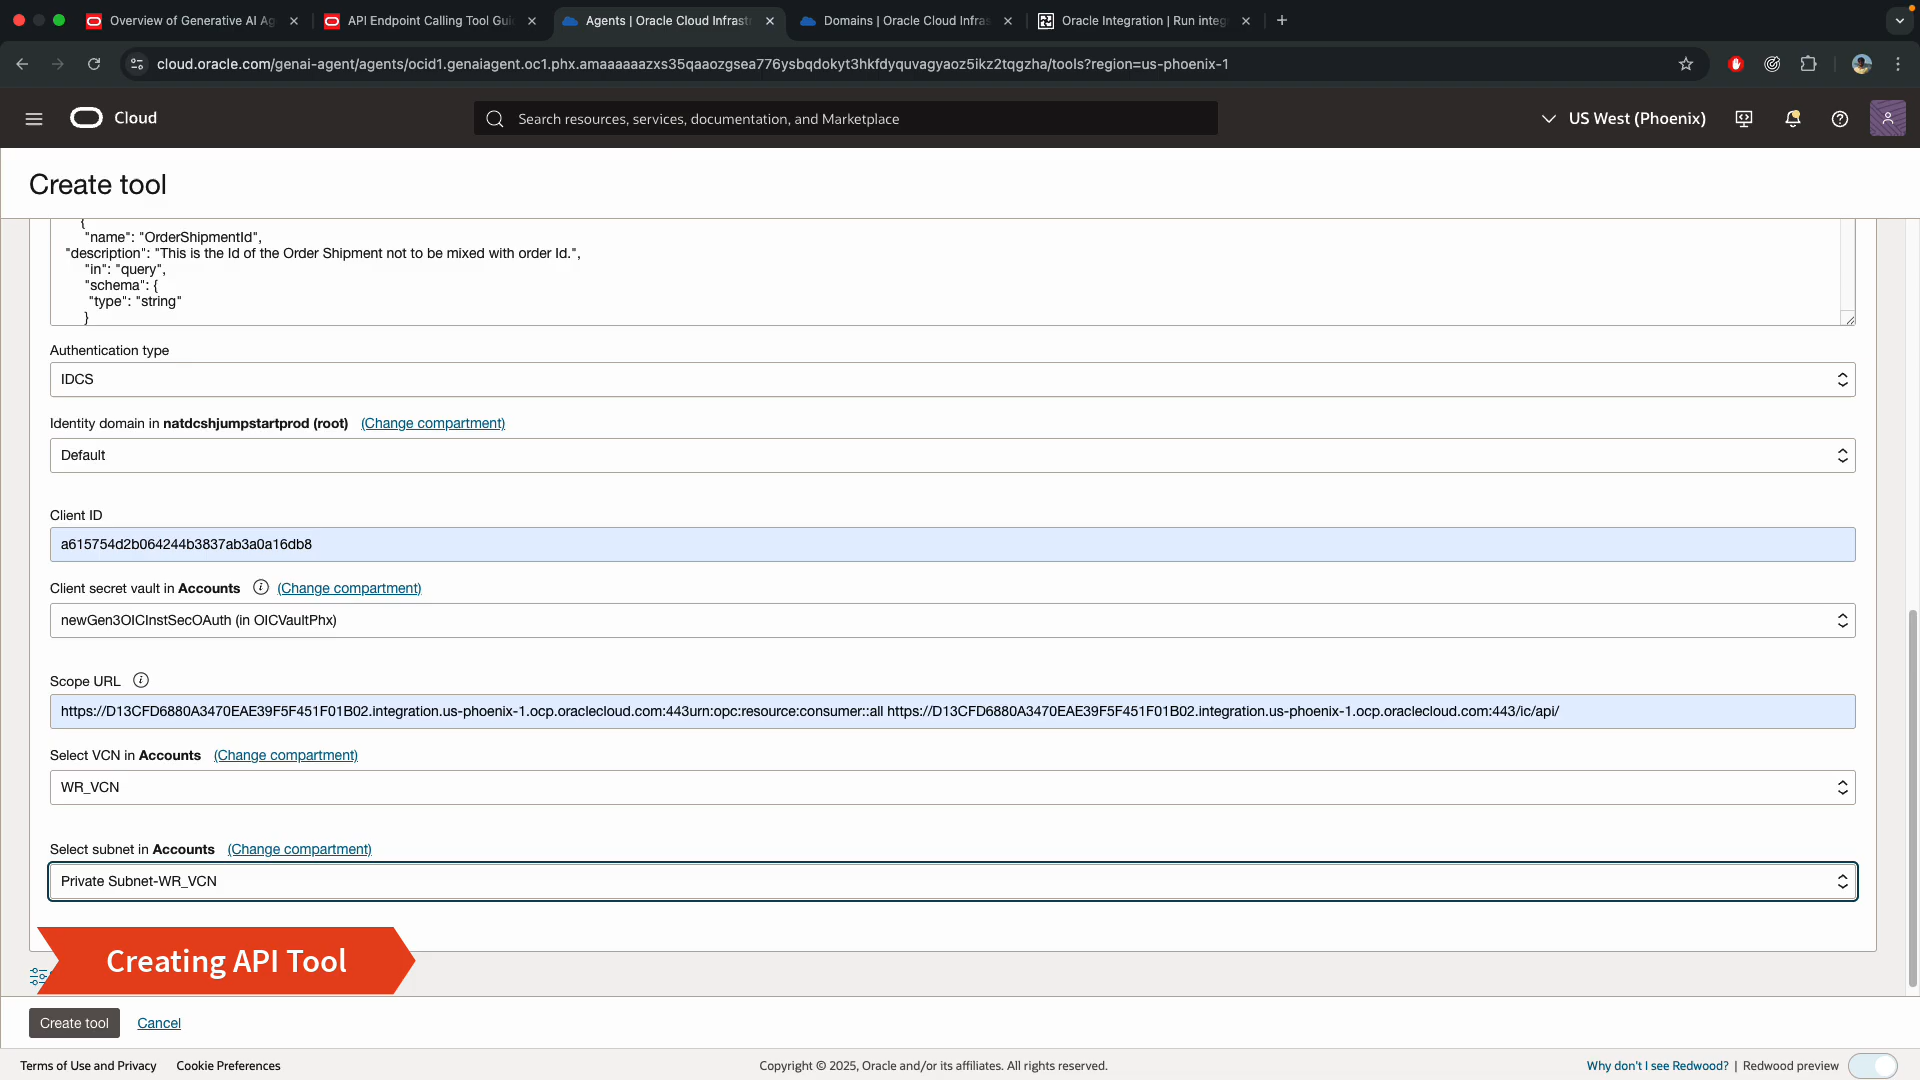 Overview of Generative AI Ag
API Endpoint Calling Tool Gui
Agents | Oracle Cloud Infrastr
Domains | Oracle Cloud Infras
Oracle Integration | Run integ
cloud.oracle.com/genai-agent/agents/ocid1.genaiagent.oc1.phx.amaaaaaazxs35qaaozgsea776ysbqdokyt3hkfdyquvagyaoz5ikz2tqgzha/tools?region=us-phoenix-1
Cloud
Search resources, services, documentation, and Marketplace
US West (Phoenix)
Create tool
{
"name": "OrderShipmentId",
"description": "This is the Id of the Order Shipment not to be mixed with order Id.",
"in": "query",
"schema": {
"type": "string"
}
Authentication type
IDCS
Identity domain in natdcshjumpstartprod (root) (Change compartment)
Default
Client ID
a615754d2b064244b3837ab3a0a16db8
Client secret vault in Accounts (Change compartment)
newGen3OICInstSecOAuth (in OICVaultPhx)
Scope URL
https://D13CFD6880A3470EAE39F5F451F01B02.integration.us-phoenix-1.ocp.oraclecloud.com:443urn:opc:resource:consumer::all https://D13CFD6880A3470EAE39F5F451F01B02.integration.us-phoenix-1.ocp.oraclecloud.com:443/ic/api/
Select VCN in Accounts (Change compartment)
WR_VCN
Select subnet in Accounts (Change compartment)
Private Subnet-WR_VCN
Creating API Tool
Create tool
Cancel
Terms of Use and Privacy
Cookie Preferences
Copyright © 2025, Oracle and/or its affiliates. All rights reserved.
Why don't I see Redwood? | Redwood preview